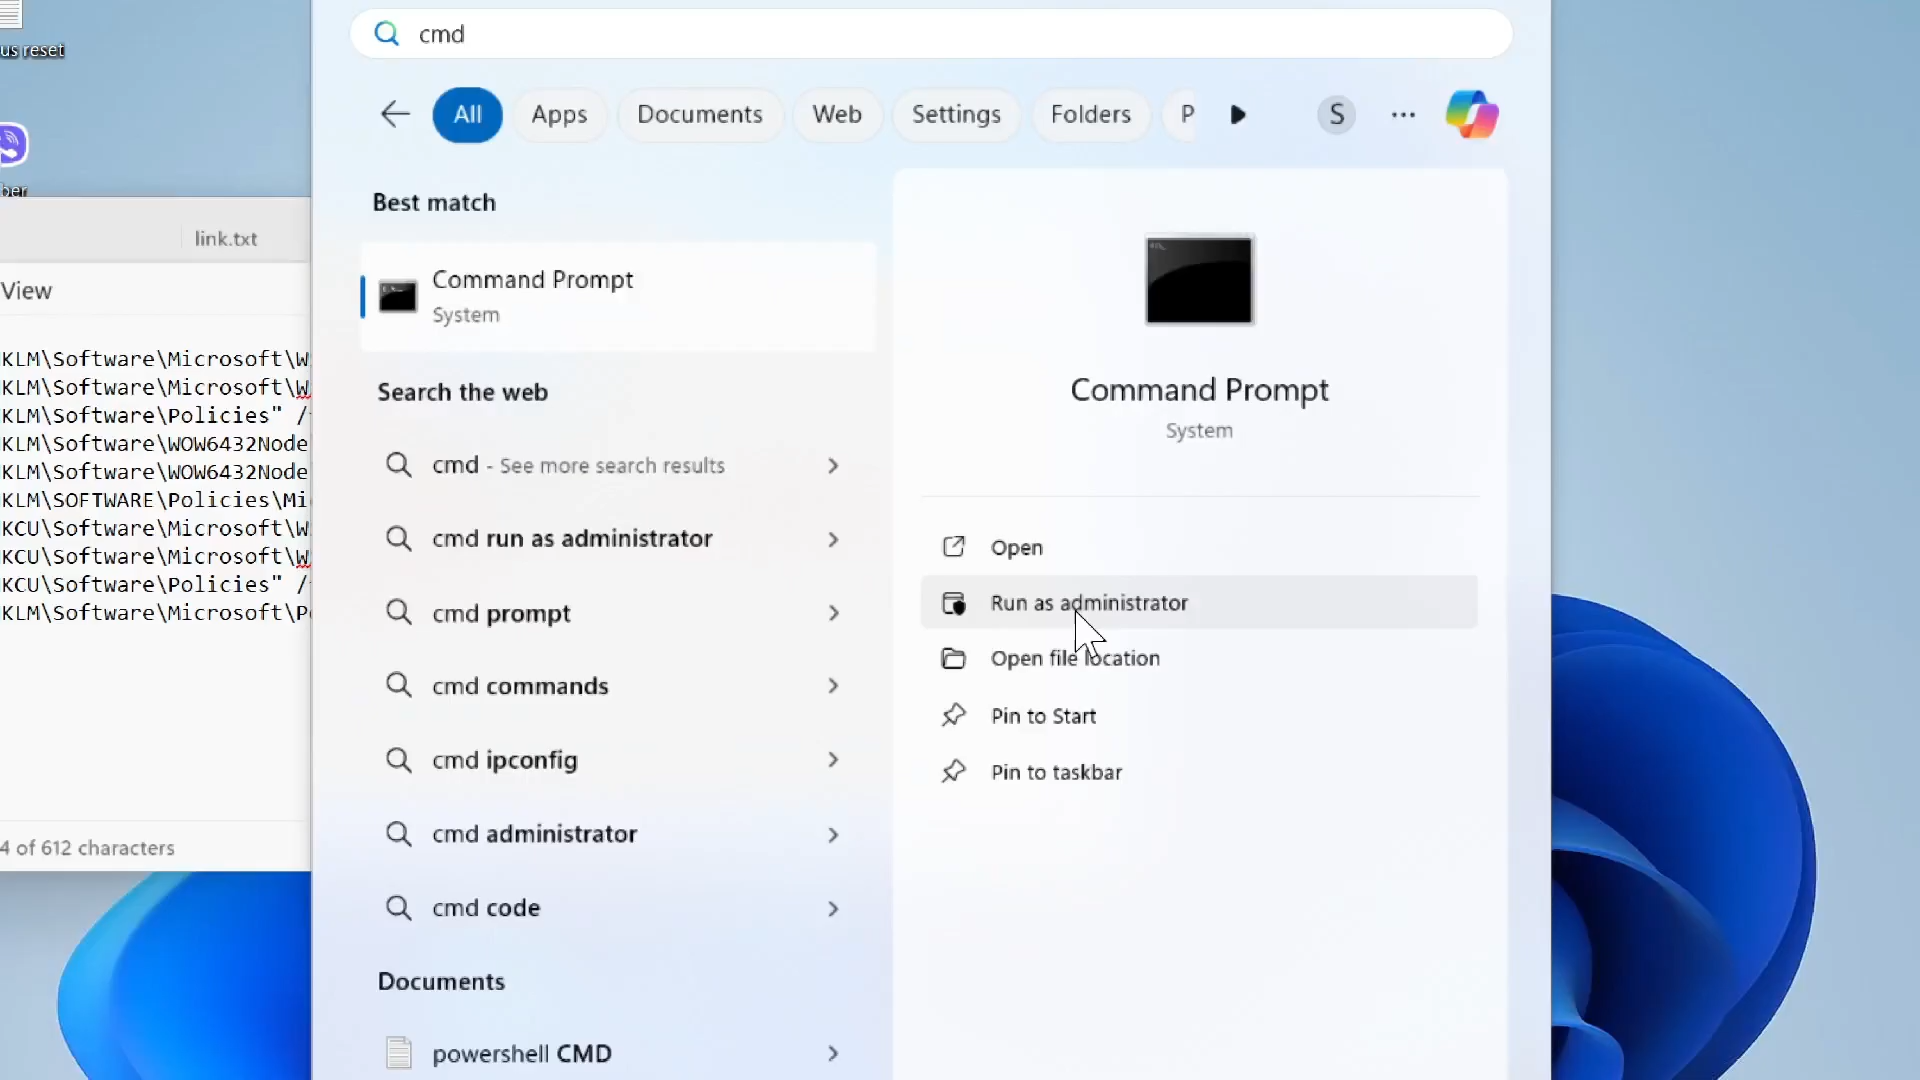 cmd
All Apps Documents Web Settings Folders P S ...
us reset
ber
link.txt
View
KLM\Software\Microsoft\W
KLM\Software\Microsoft\W
KLM\Software\Policies" /
KLM\Software\WOW6432Node
KLM\Software\WOW6432Node
KLM\SOFTWARE\Policies\Mi
KCU\Software\Microsoft\W
KCU\Software\Microsoft\W
KCU\Software\Policies" /
KLM\Software\Microsoft\Po
4 of 612 characters
Best match
Command Prompt
System
Search the web
cmd - See more search results
cmd run as administrator
cmd prompt
cmd commands
cmd ipconfig
cmd administrator
cmd code
Documents
powershell CMD
Command Prompt
System
Open
Run as administrator
Open file location
Pin to Start
Pin to taskbar